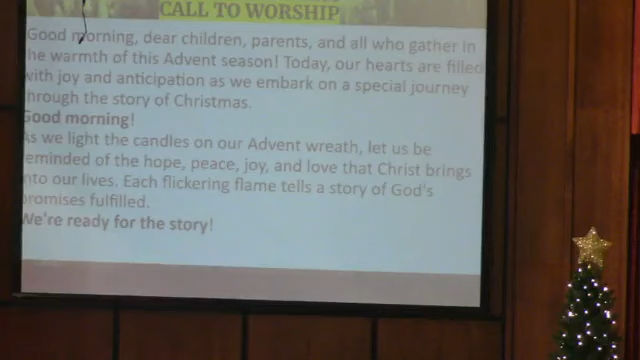 CALL TO WORSHIP
Good morning, dear children, parents, and all who gather in
he warmth of this Advent season! Today, our hearts are filled
with joy and anticipation as we embark on a special journey
through the story of Christmas.
Good morning!
As we light the candles on our Advent wreath, let us be
eminded of the hope, peace, joy, and love that Christ brings
nto our lives. Each flickering flame tells a story of God's
promises fulfilled.
We're ready for the story!